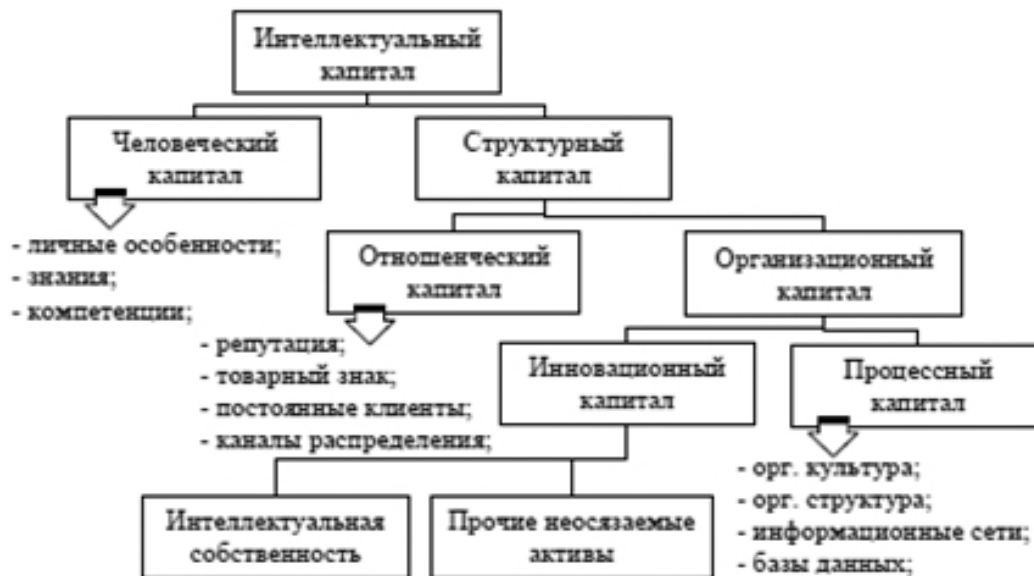 Интеллектуальный
капитал
Человеческий
капитал
Структурный
капитал
- личные особенности;
- знания;
- компетенции;
Отношенческий
капитал
Организационный
капитал
- репутация;
- товарный знак;
- постоянные клиенты;
- каналы распределения;
Инновационный
капитал
Процессный
капитал
- орг. культура;
- орг. структура;
- информационные сети;
- базы данных;
Интеллектуальная
собственность
Прочие неосязаемые
активы